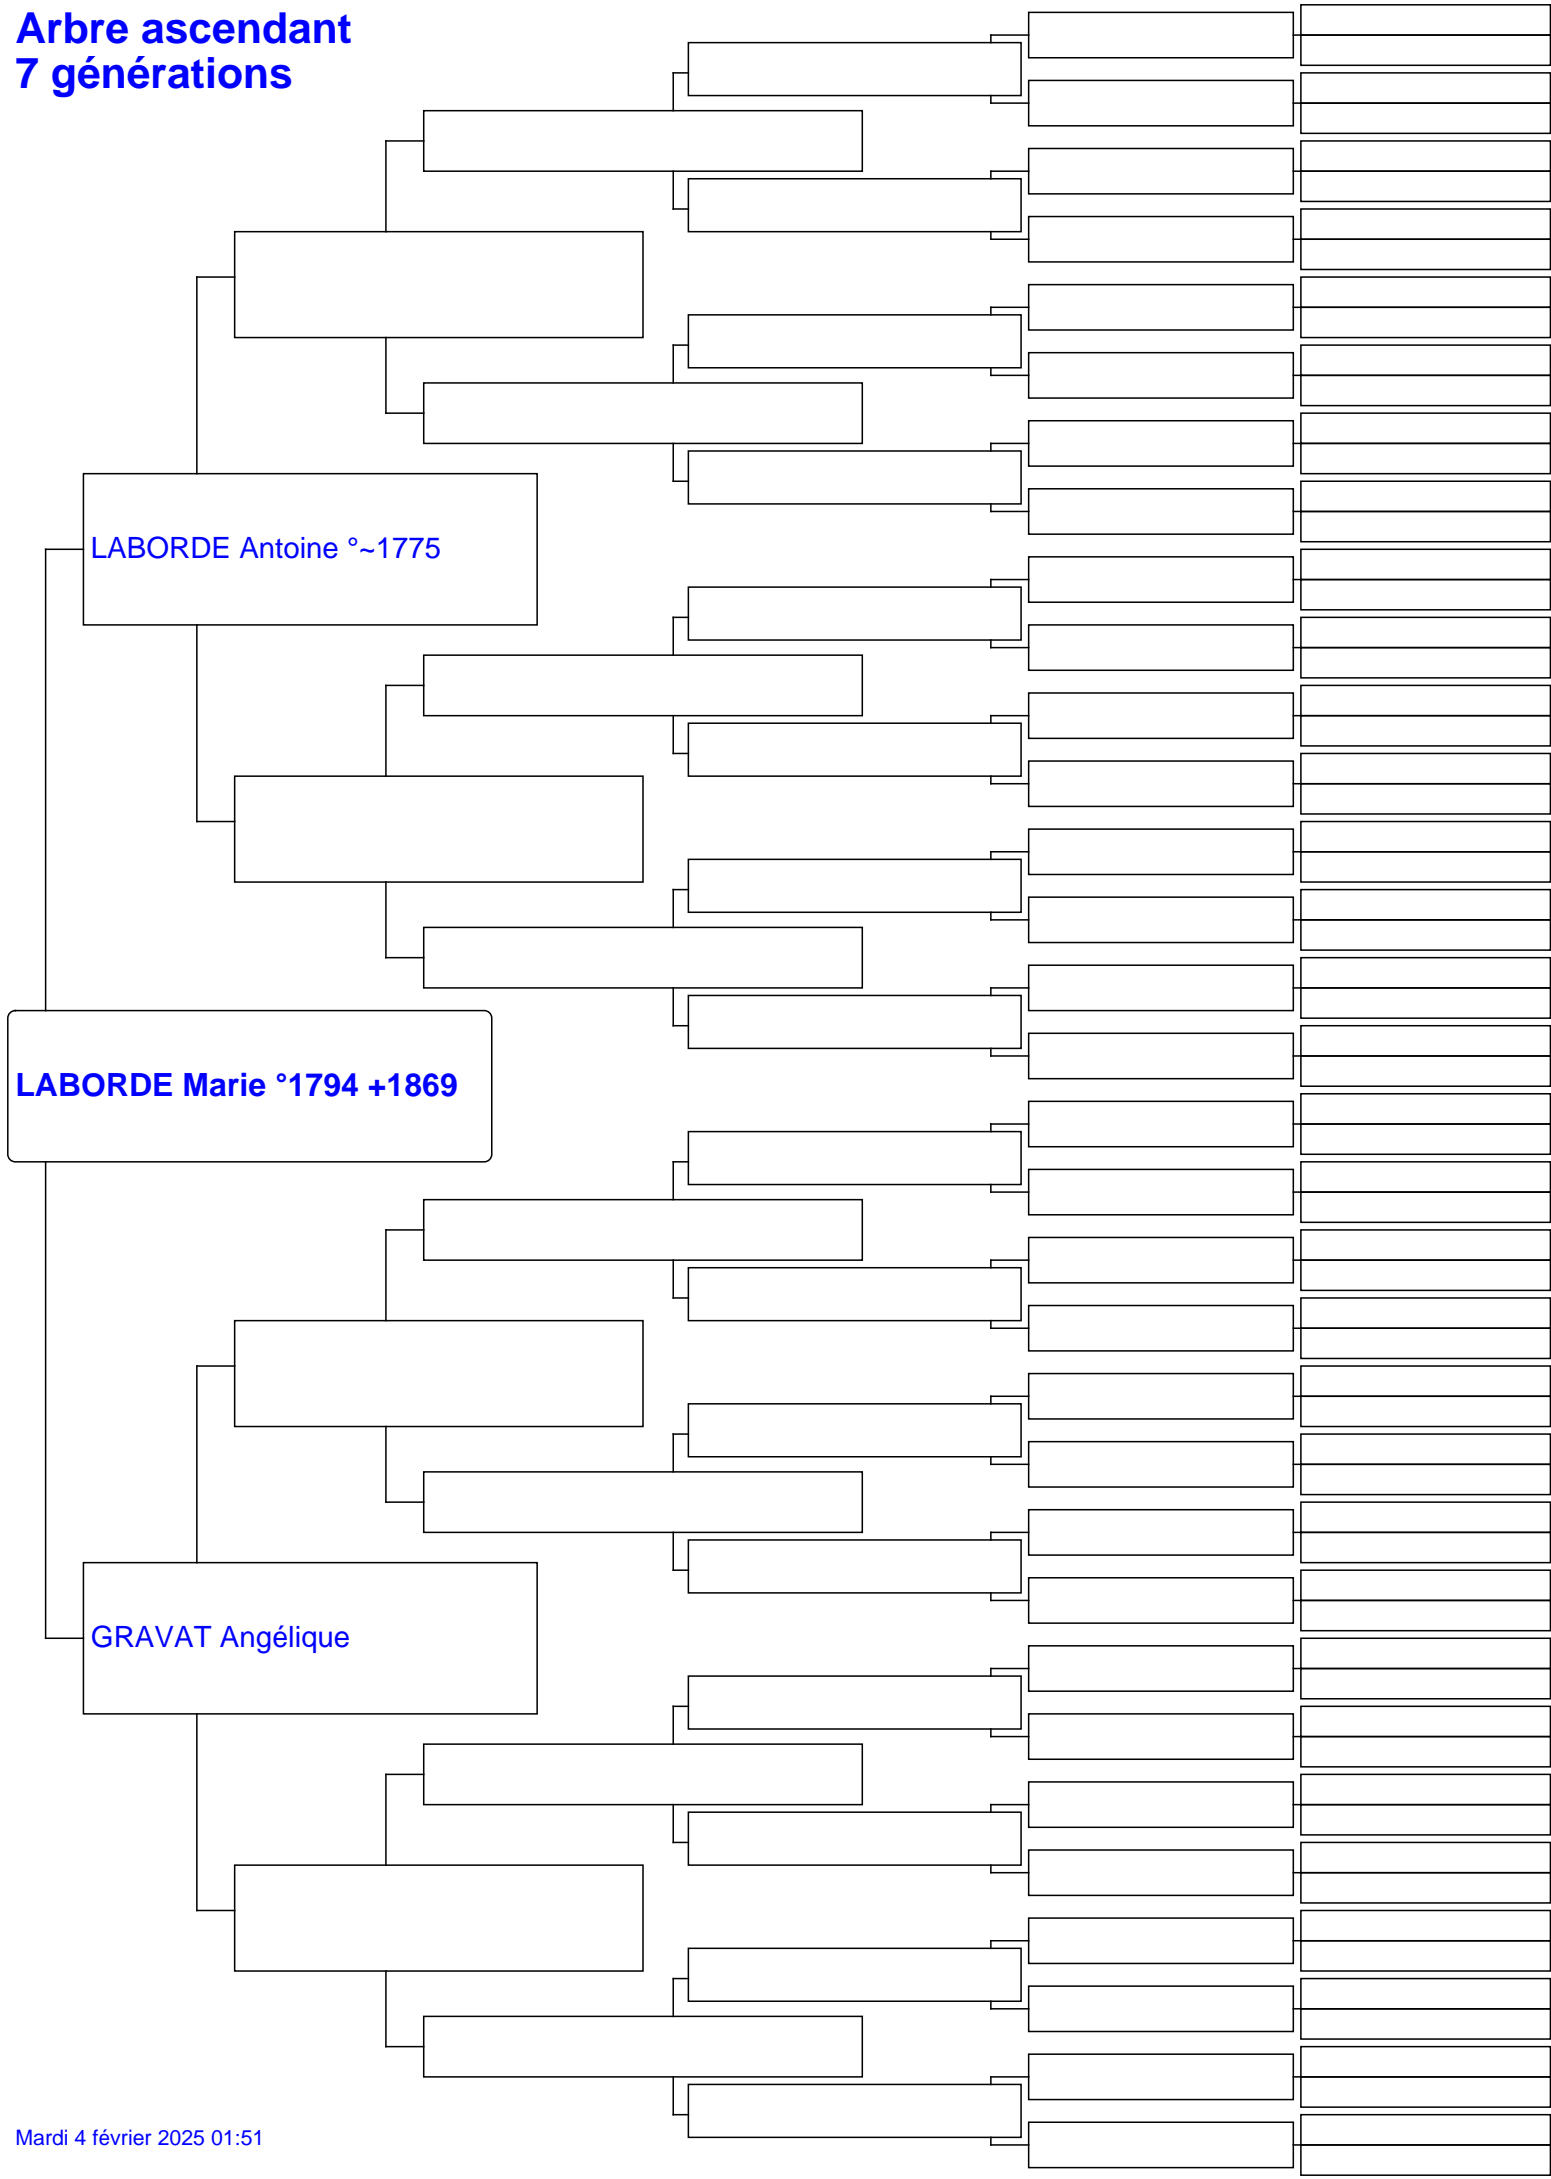 Arbre ascendant
7 générations
LABORDE Antoine °~1775
LABORDE Marie °1794 +1869
GRAVAT Angélique
Mardi 4 février 2025 01:51